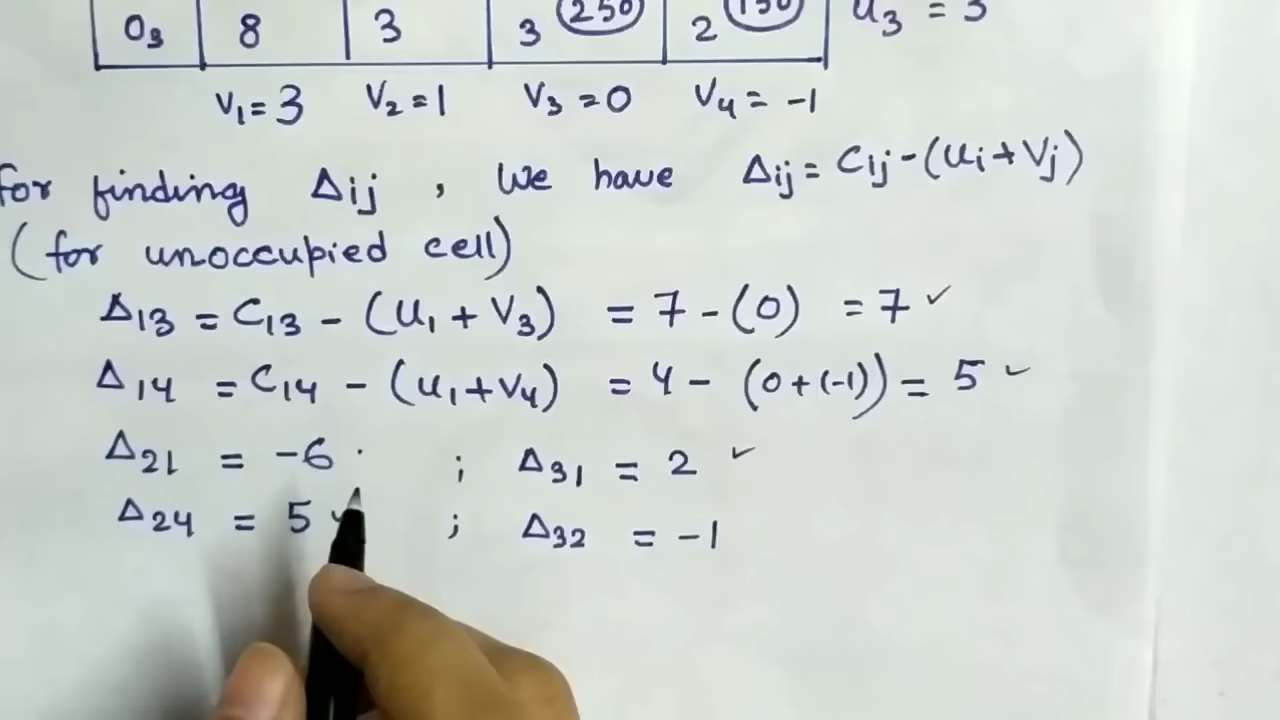 O3 8 3 3 250 2 150 u3 = 3
V1=3 V2=1 V3=0 V4=-1
for finding Δij , We have Δij = Cij-(ui+Vj)
(for unoccupied cell)
Δ13 = C13 - (U1 + V3) = 7-(0) = 7 ✓
Δ14 = C14 - (u1+V4) = 4 - (0+(-1)) = 5 ✓
Δ21 = -6 ; Δ31 = 2 ✓
Δ24 = 5 ✓ ; Δ32 = -1